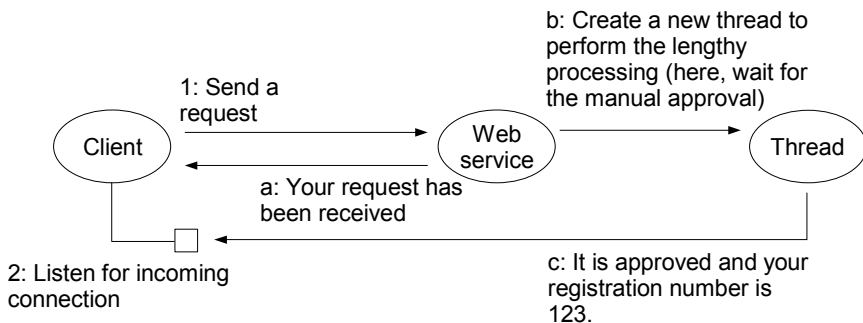 b: Create a new thread to
perform the lengthy
processing (here, wait for
the manual approval)
1: Send a
request
Client
Web
service
Thread
a: Your request has
been received
2: Listen for incoming
connection
c: It is approved and your
registration number is
123.